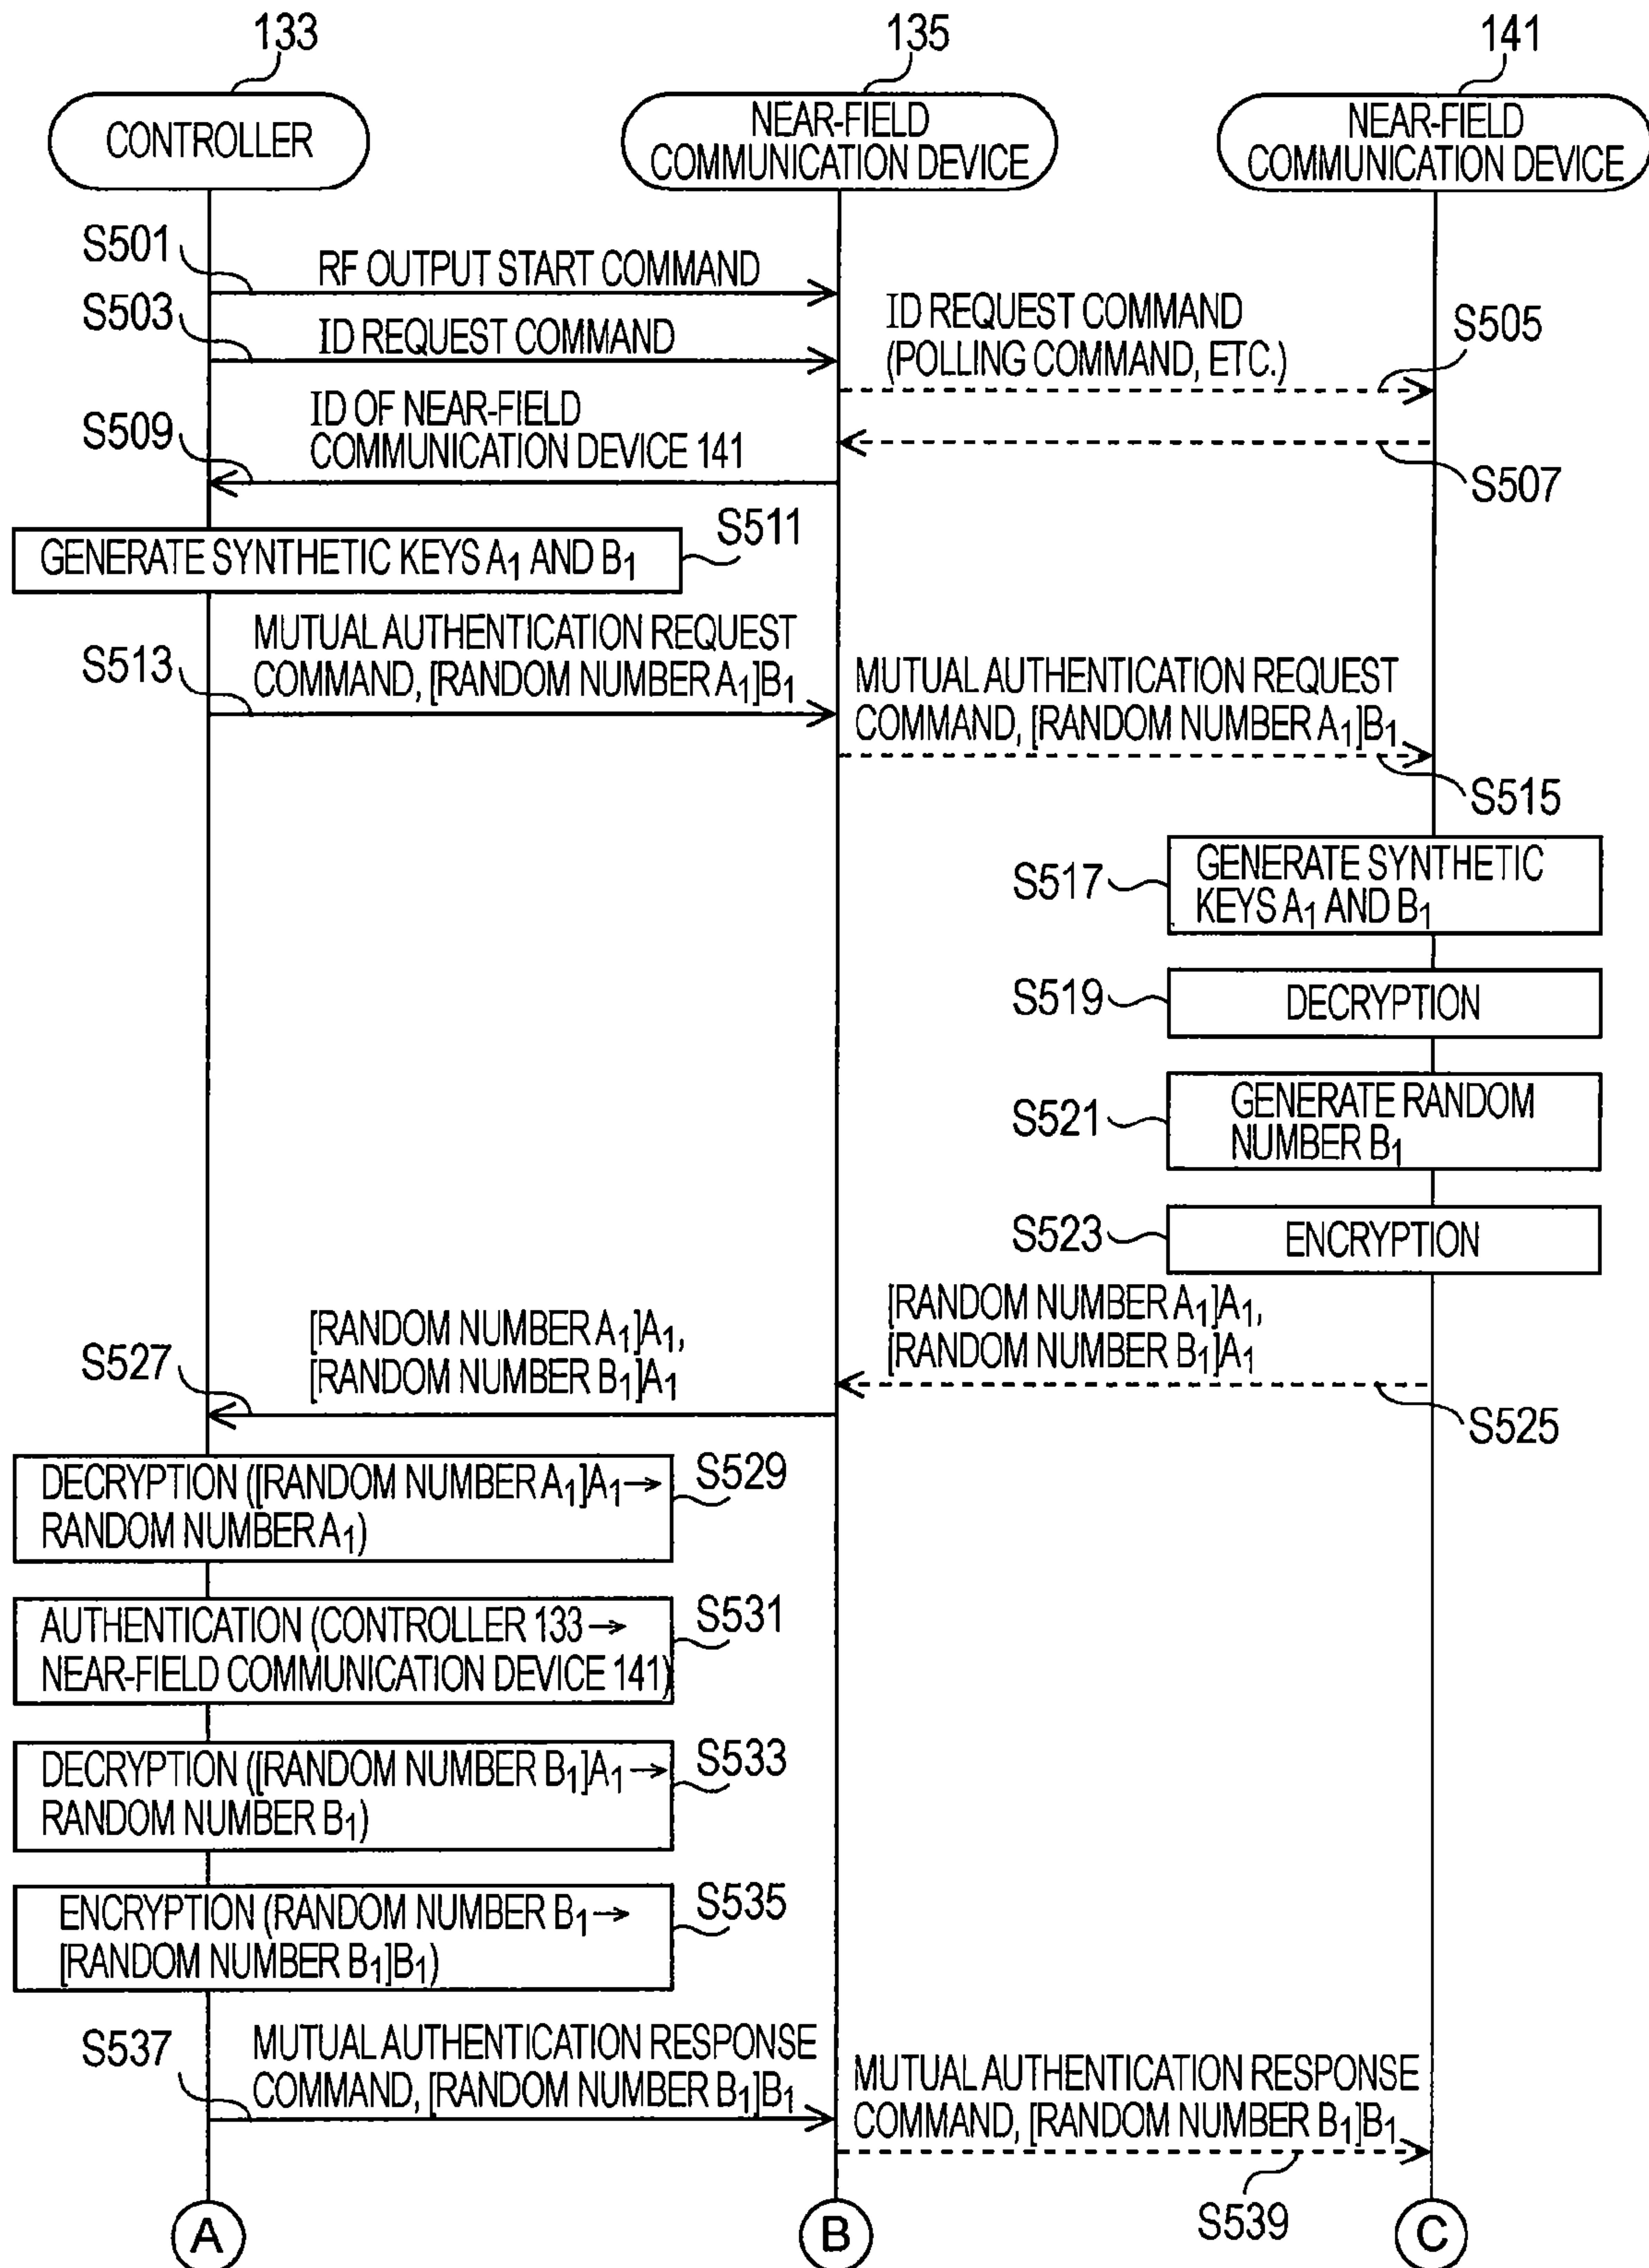 133
135
141
CONTROLLER
NEAR-FIELD
COMMUNICATION DEVICE
NEAR-FIELD
COMMUNICATION DEVICE
S501
RF OUTPUT START COMMAND
S503
ID REQUEST COMMAND
ID REQUEST COMMAND
(POLLING COMMAND, ETC.)
S505
S509
ID OF NEAR-FIELD
COMMUNICATION DEVICE 141
S507
S511
GENERATE SYNTHETIC KEYS A1 AND B1
S513
MUTUAL AUTHENTICATION REQUEST
COMMAND, [RANDOM NUMBER A1]B1
MUTUAL AUTHENTICATION REQUEST
COMMAND, [RANDOM NUMBER A1]B1
S515
S517
GENERATE SYNTHETIC
KEYS A1 AND B1
S519
DECRYPTION
S521
GENERATE RANDOM
NUMBER B1
S523
ENCRYPTION
[RANDOM NUMBER A1]A1,
[RANDOM NUMBER B1]A1
S525
S527
[RANDOM NUMBER A1]A1,
[RANDOM NUMBER B1]A1
S529
DECRYPTION ([RANDOM NUMBER A1]A1→
RANDOM NUMBER A1)
S531
AUTHENTICATION (CONTROLLER 133→
NEAR-FIELD COMMUNICATION DEVICE 141)
S533
DECRYPTION ([RANDOM NUMBER B1]A1→
RANDOM NUMBER B1)
S535
ENCRYPTION (RANDOM NUMBER B1→
[RANDOM NUMBER B1]B1)
S537
MUTUAL AUTHENTICATION RESPONSE
COMMAND, [RANDOM NUMBER B1]B1
MUTUAL AUTHENTICATION RESPONSE
COMMAND, [RANDOM NUMBER B1]B1
S539
A
B
C